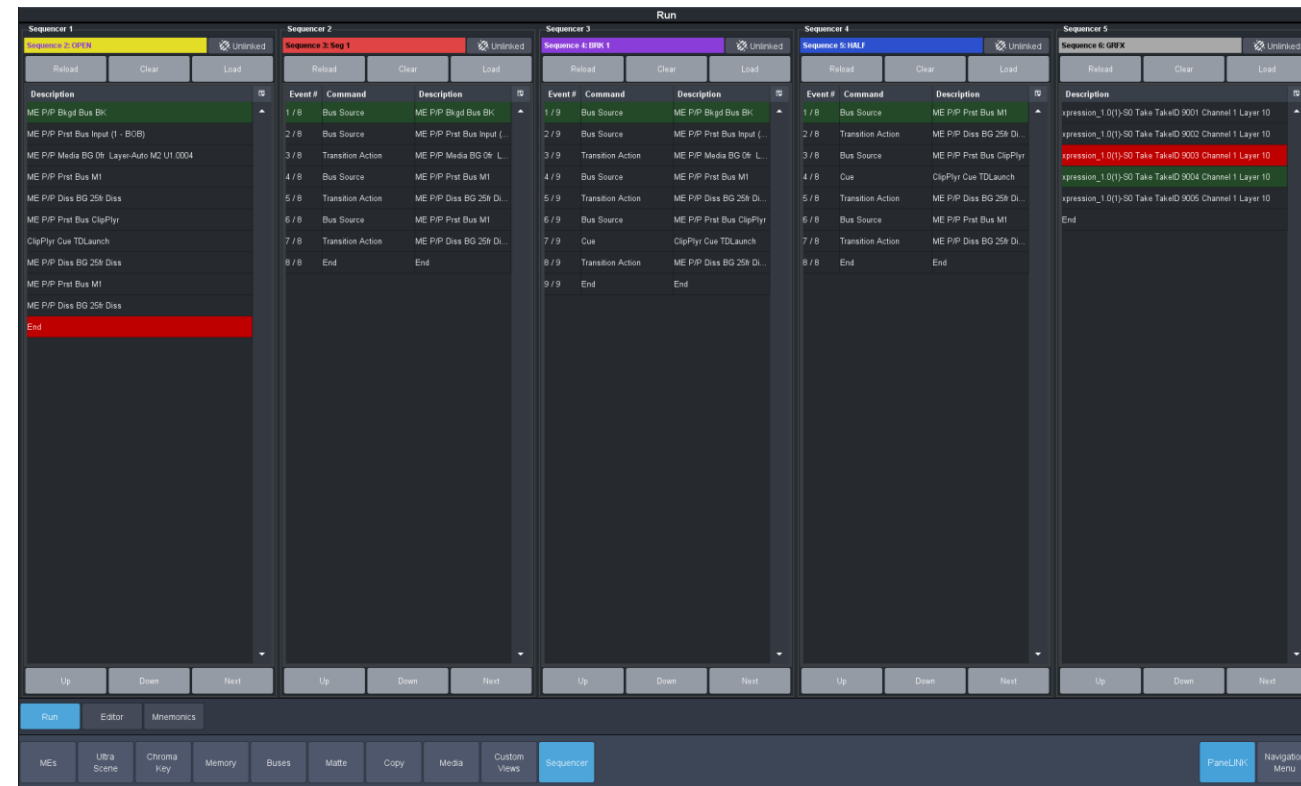 Run
Sequencer 1
Sequence 2: OPEN
Unlinked
Reload Clear Load
Description
ME P/P Bkgd Bus BK
ME P/P Prst Bus Input (1 - BOB)
ME P/P Media BG 0fr Layer-Auto M2 U1.0004
ME P/P Prst Bus M1
ME P/P Diss BG 25fr Diss
ME P/P Prst Bus ClipPlyr
ClipPlyr Cue TDLaunch
ME P/P Diss BG 25fr Diss
ME P/P Prst Bus M1
ME P/P Diss BG 25fr Diss
End
Up Down Next
Sequencer 2
Sequence 3: Seg 1
Unlinked
Reload Clear Load
Event # Command Description
1 / 8 Bus Source ME P/P Bkgd Bus BK
2 / 8 Bus Source ME P/P Prst Bus Input (...
3 / 8 Transition Action ME P/P Media BG 0fr L...
4 / 8 Bus Source ME P/P Prst Bus M1
5 / 8 Transition Action ME P/P Diss BG 25fr Di...
6 / 8 Bus Source ME P/P Prst Bus M1
7 / 8 Transition Action ME P/P Diss BG 25fr Di...
8 / 8 End End
Up Down Next
Sequencer 3
Sequence 4: BRK 1
Unlinked
Reload Clear Load
Event # Command Description
1 / 9 Bus Source ME P/P Bkgd Bus BK
2 / 9 Bus Source ME P/P Prst Bus Input (...
3 / 9 Transition Action ME P/P Media BG 0fr L...
4 / 9 Bus Source ME P/P Prst Bus M1
5 / 9 Transition Action ME P/P Diss BG 25fr Di...
6 / 9 Bus Source ME P/P Prst Bus ClipPlyr
7 / 9 Cue ClipPlyr Cue TDLaunch
8 / 9 Transition Action ME P/P Diss BG 25fr Di...
9 / 9 End End
Up Down Next
Sequencer 4
Sequence 5: HALF
Unlinked
Reload Clear Load
Event # Command Description
1 / 8 Bus Source ME P/P Prst Bus M1
2 / 8 Transition Action ME P/P Diss BG 25fr Di...
3 / 8 Bus Source ME P/P Prst Bus ClipPlyr
4 / 8 Cue ClipPlyr Cue TDLaunch
5 / 8 Transition Action ME P/P Diss BG 25fr Di...
6 / 8 Bus Source ME P/P Prst Bus M1
7 / 8 Transition Action ME P/P Diss BG 25fr Di...
8 / 8 End End
Up Down Next
Sequencer 5
Sequence 6: GRFX
Unlinked
Reload Clear Load
Description
xpression_1.0(1)-S0 Take TakeID 9001 Channel 1 Layer 10
xpression_1.0(1)-S0 Take TakeID 9002 Channel 1 Layer 10
xpression_1.0(1)-S0 Take TakeID 9003 Channel 1 Layer 10
xpression_1.0(1)-S0 Take TakeID 9004 Channel 1 Layer 10
xpression_1.0(1)-S0 Take TakeID 9005 Channel 1 Layer 10
End
Up Down Next
Run Editor Mnemonics
MEs Ultra Scene Chroma Key Memory Buses Matte Copy Media Custom Views Sequencer PaneLINK Navigatio Menu